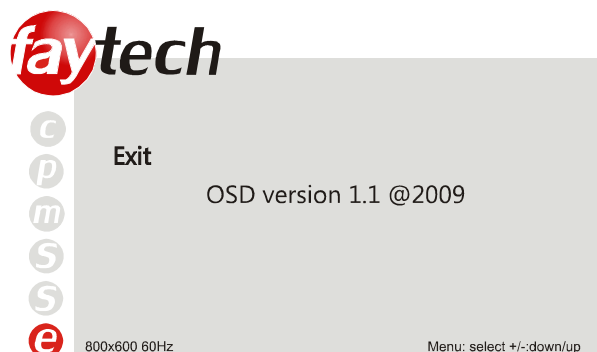 faytech
c
p
Exit
OSD version 1.1 @2009
m
S
S
e
800x600 60Hz
Menu: select +/-:down/up